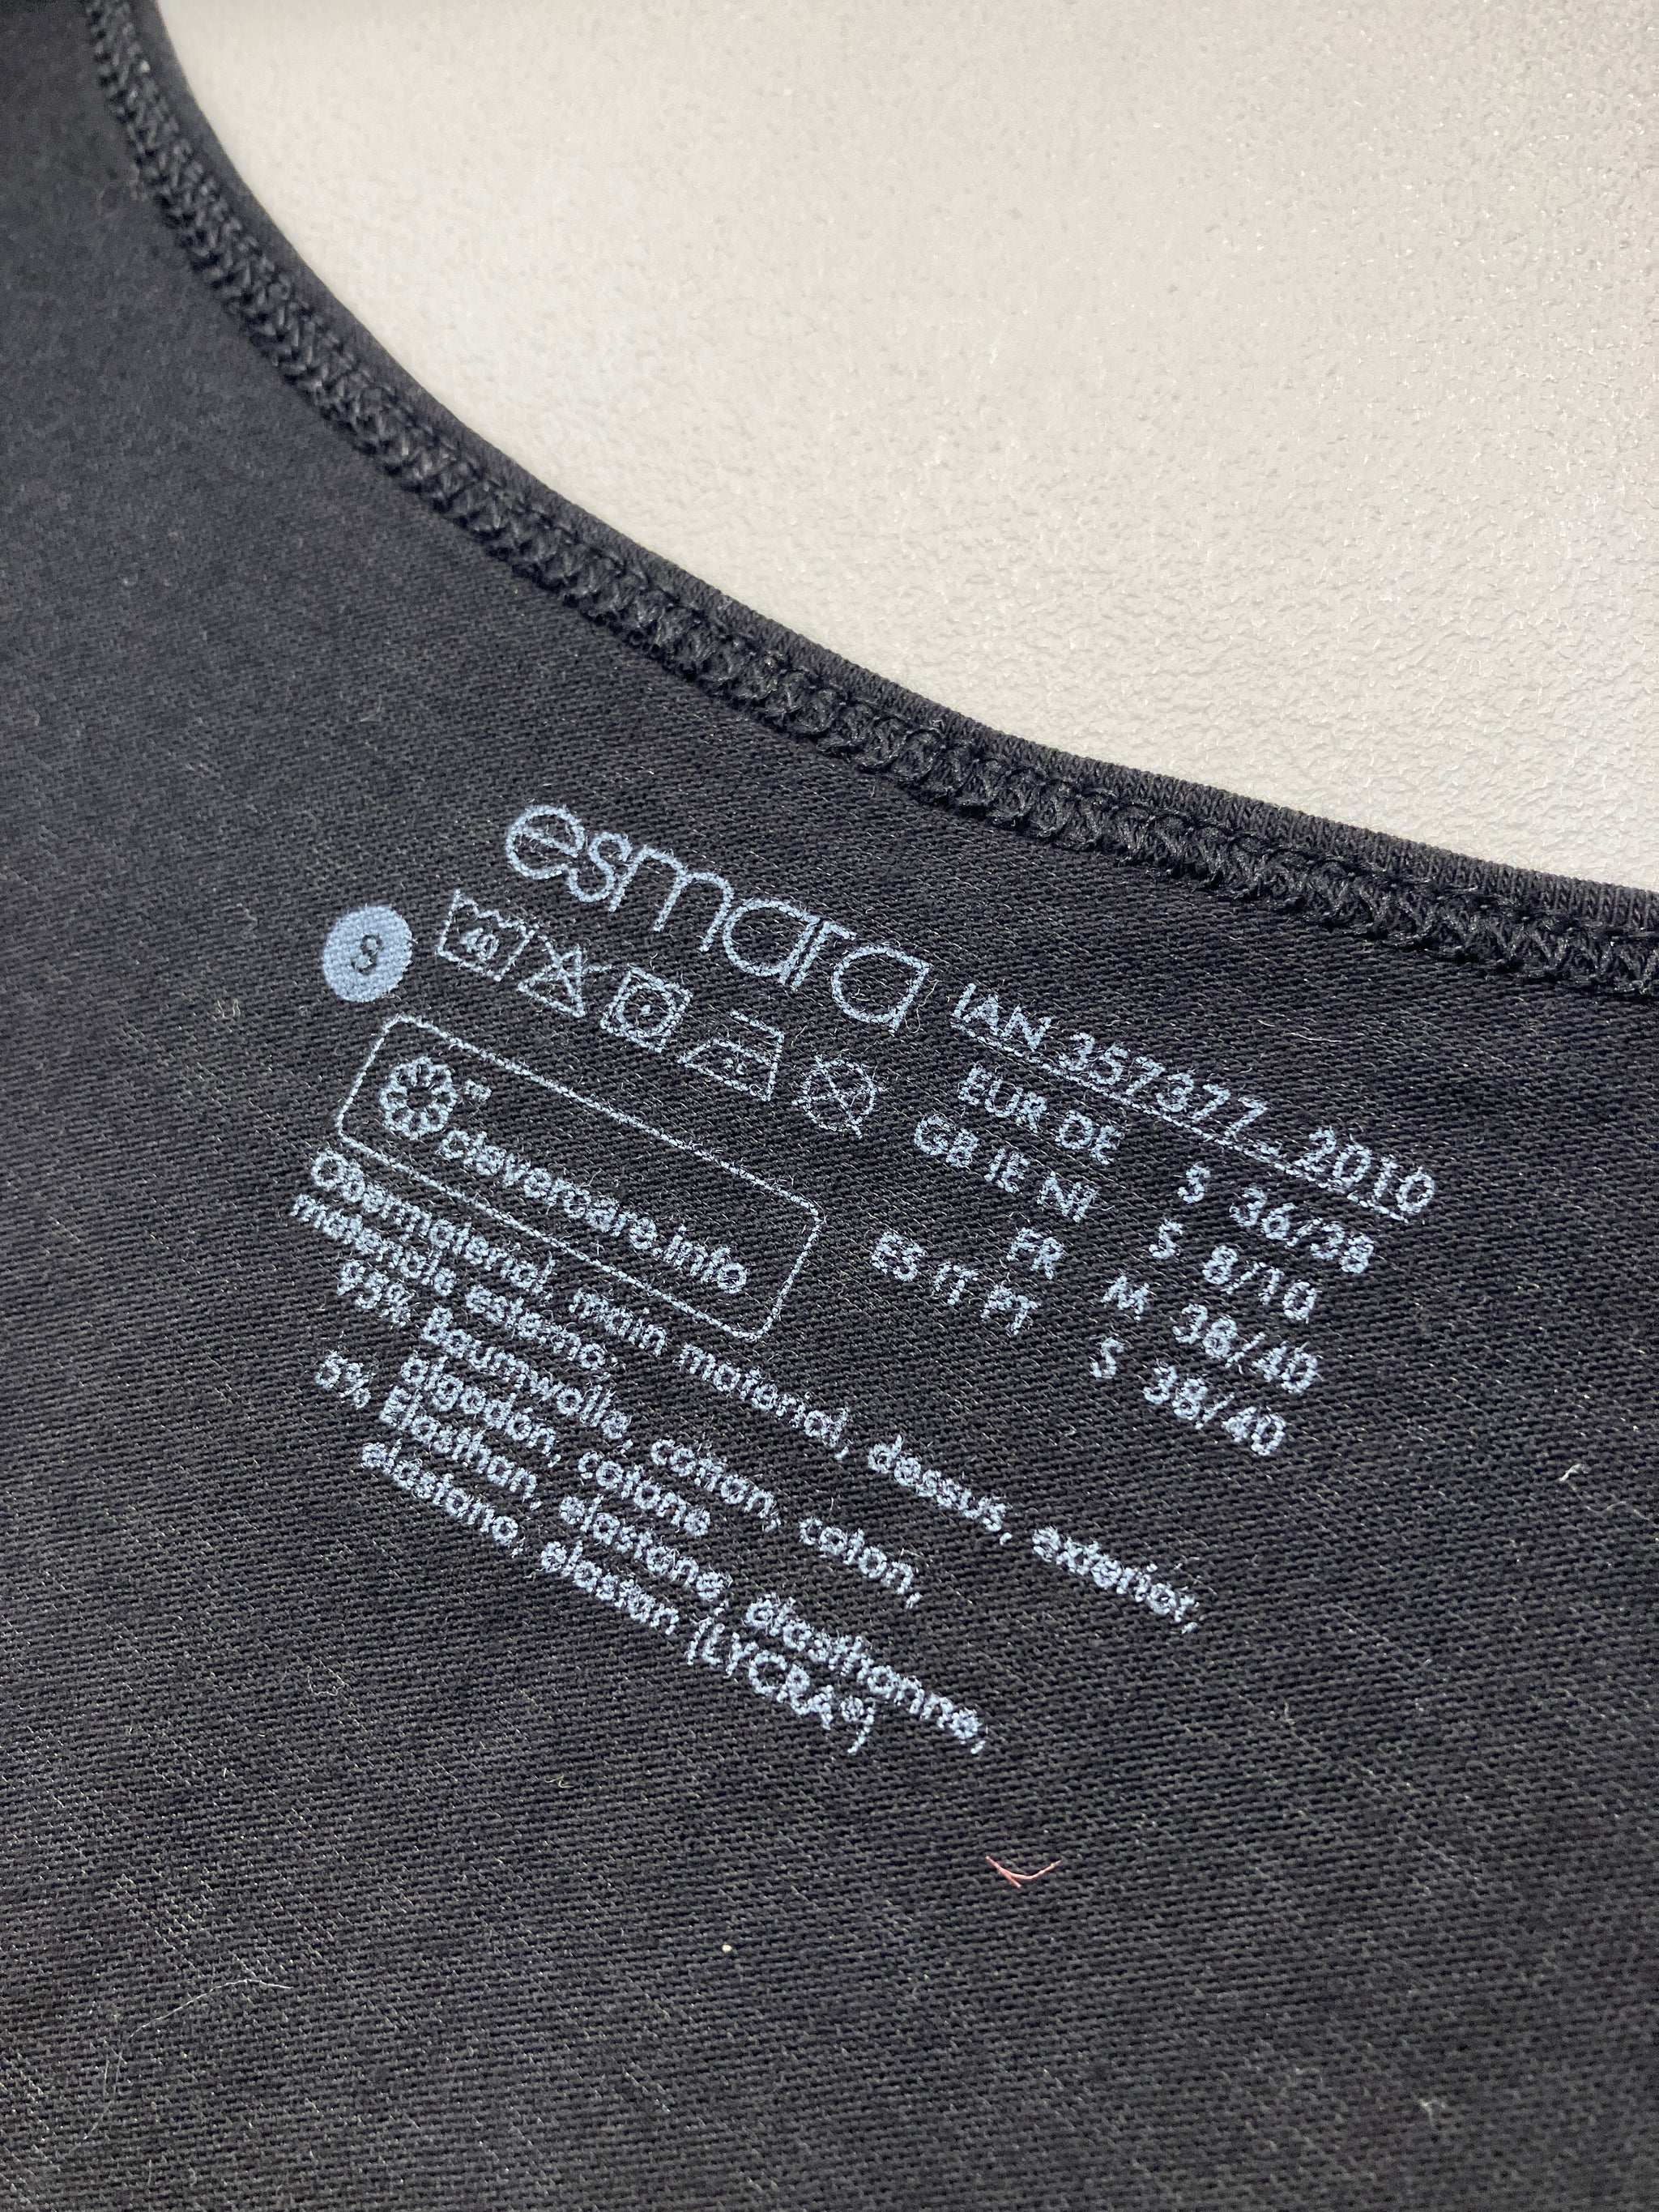 esmara
S
40
IAN 357377_2010
EUR DE S 36/38
GB IE NI S 8/10
FR M 38/40
ES IT PT S 38/40
clevercare.info
Obermaterial, main material, dessus, exterior,
materiale esterno:
95% Baumwolle, cotton, coton,
algodón, cotone
5% Elasthan, elastane, élasthanne,
elastano, elastan (LYCRA®)